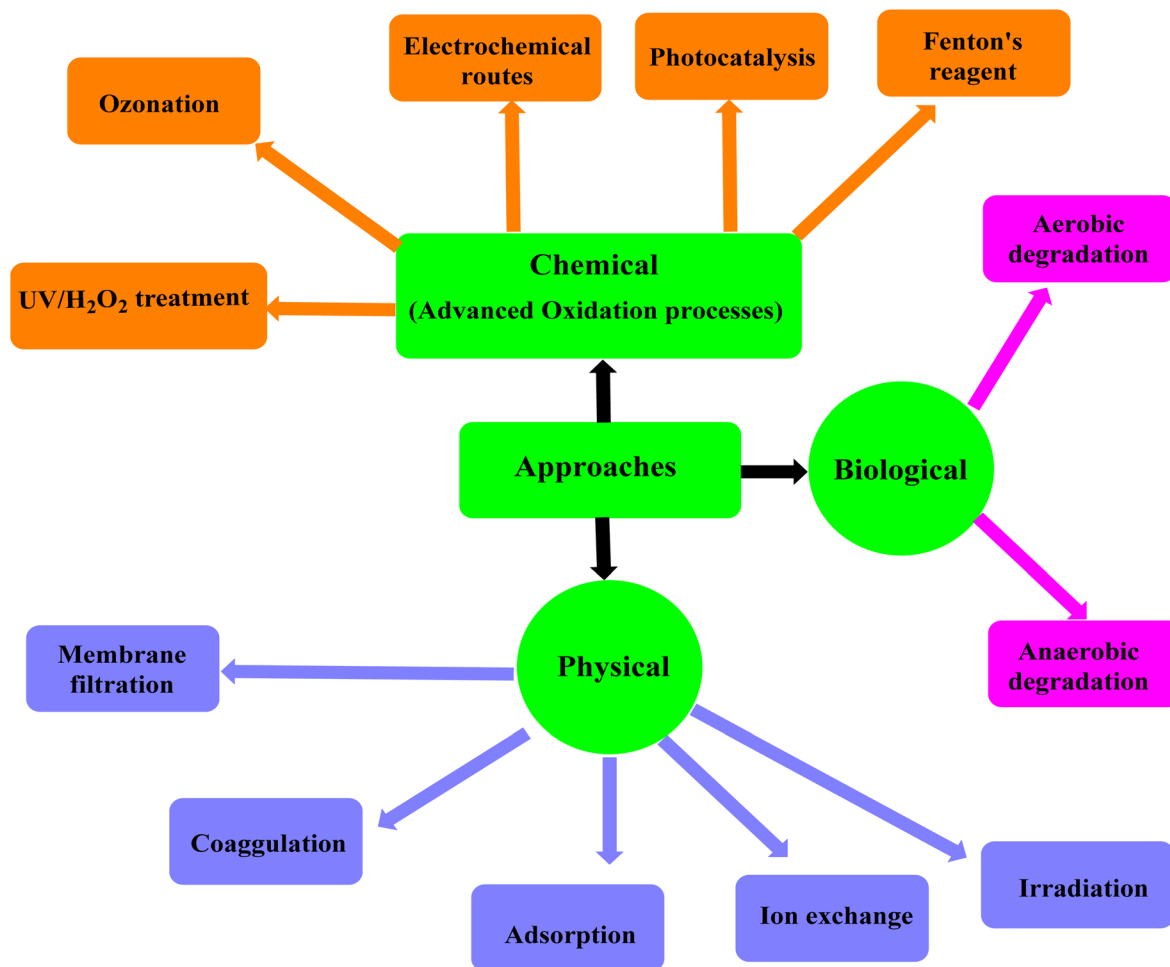 Electrochemical
routes
Photocatalysis
Fenton's
reagent
Ozonation
Aerobic
degradation
Chemical
(Advanced Oxidation processes)
UV/H₂O₂ treatment
Approaches
Biological
Membrane
filtration
Physical
Anaerobic
degradation
Coaggulation
Adsorption
Ion exchange
Irradiation